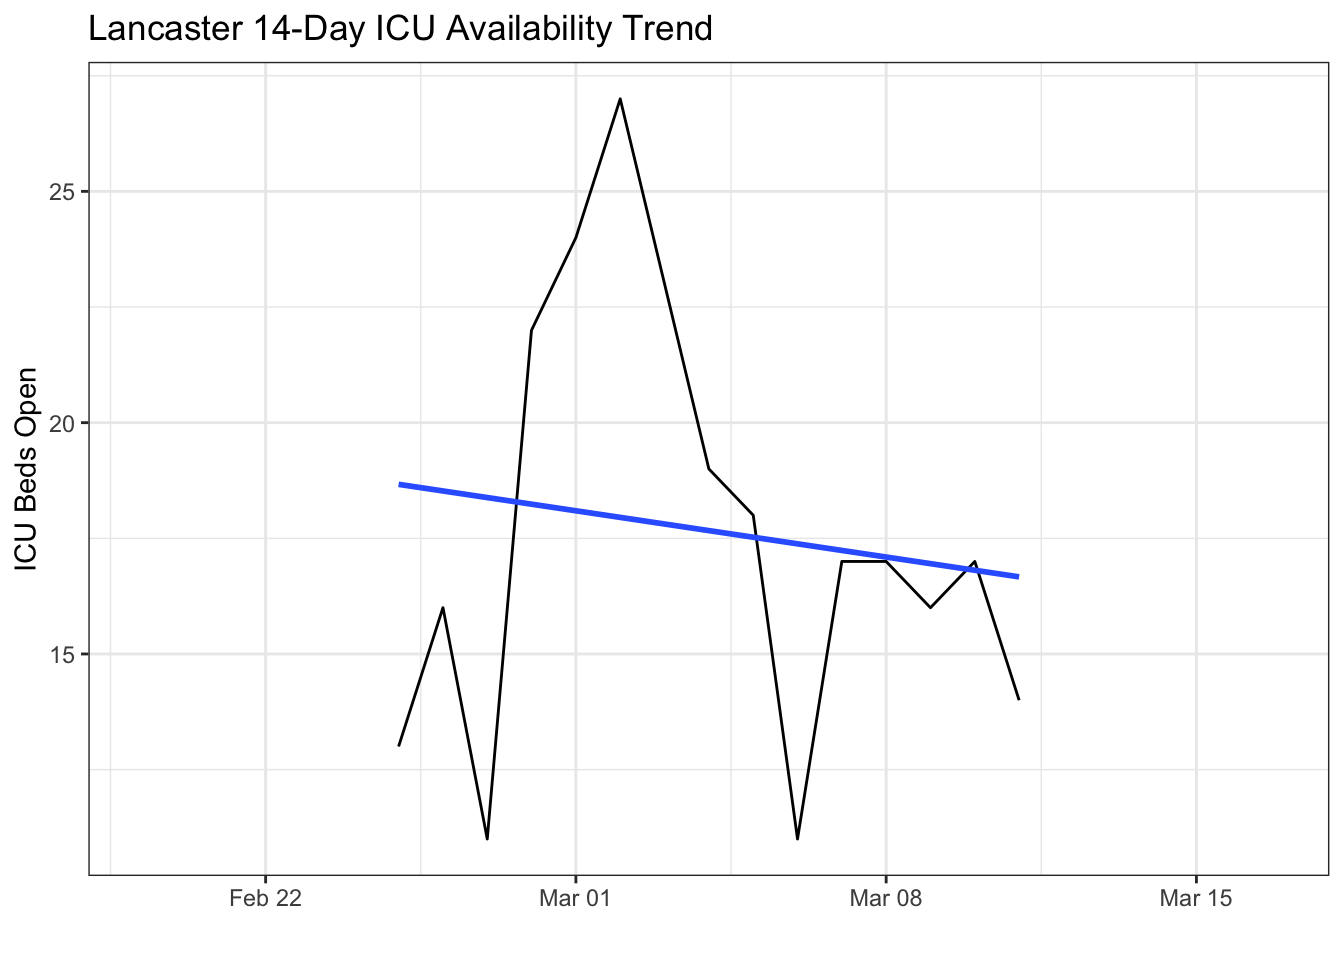 Lancaster 14-Day ICU Availability Trend
ICU Beds Open
25
20
15
Feb 22
Mar 01
Mar 08
Mar 15